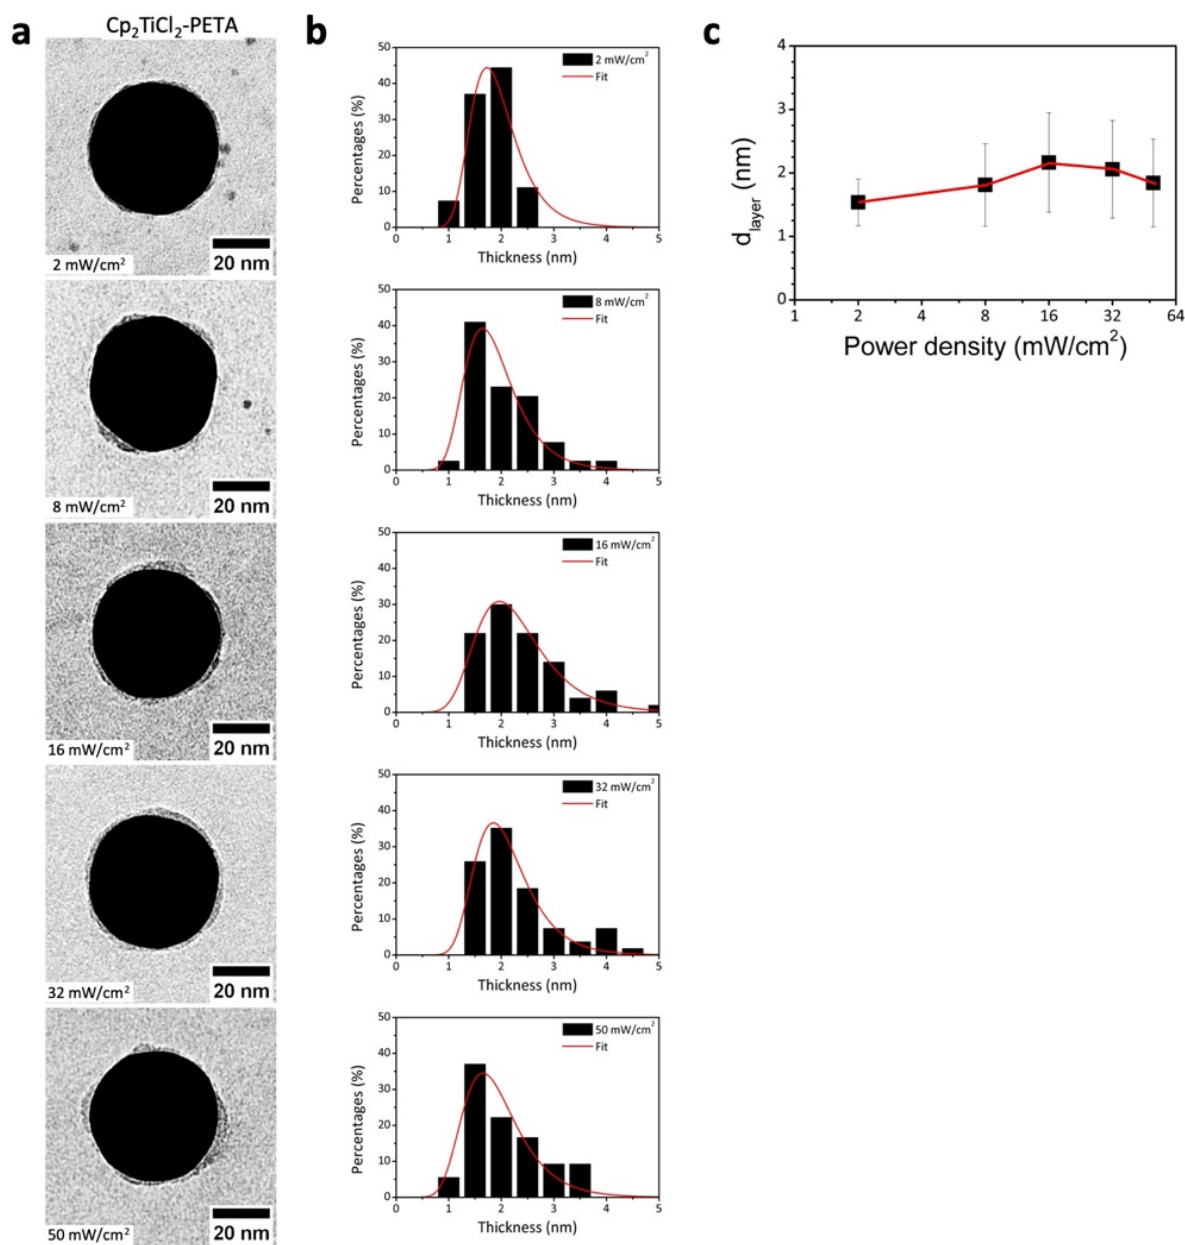 a
Cp₂TiCl₂-PETA
2 mW/cm²
20 nm
8 mW/cm²
20 nm
16 mW/cm²
20 nm
32 mW/cm²
20 nm
50 mW/cm²
20 nm
b
50
40
30
20
10
0
Percentages (%)
2 mW/cm²
Fit
0 1 2 3 4 5
Thickness (nm)
50
40
30
20
10
0
Percentages (%)
8 mW/cm²
Fit
0 1 2 3 4 5
Thickness (nm)
50
40
30
20
10
0
Percentages (%)
16 mW/cm²
Fit
0 1 2 3 4 5
Thickness (nm)
50
40
30
20
10
0
Percentages (%)
32 mW/cm²
Fit
0 1 2 3 4 5
Thickness (nm)
50
40
30
20
10
0
Percentages (%)
50 mW/cm²
Fit
0 1 2 3 4 5
Thickness (nm)
c
4
3
2
1
0
d_layer (nm)
1 2 4 8 16 32 64
Power density (mW/cm²)